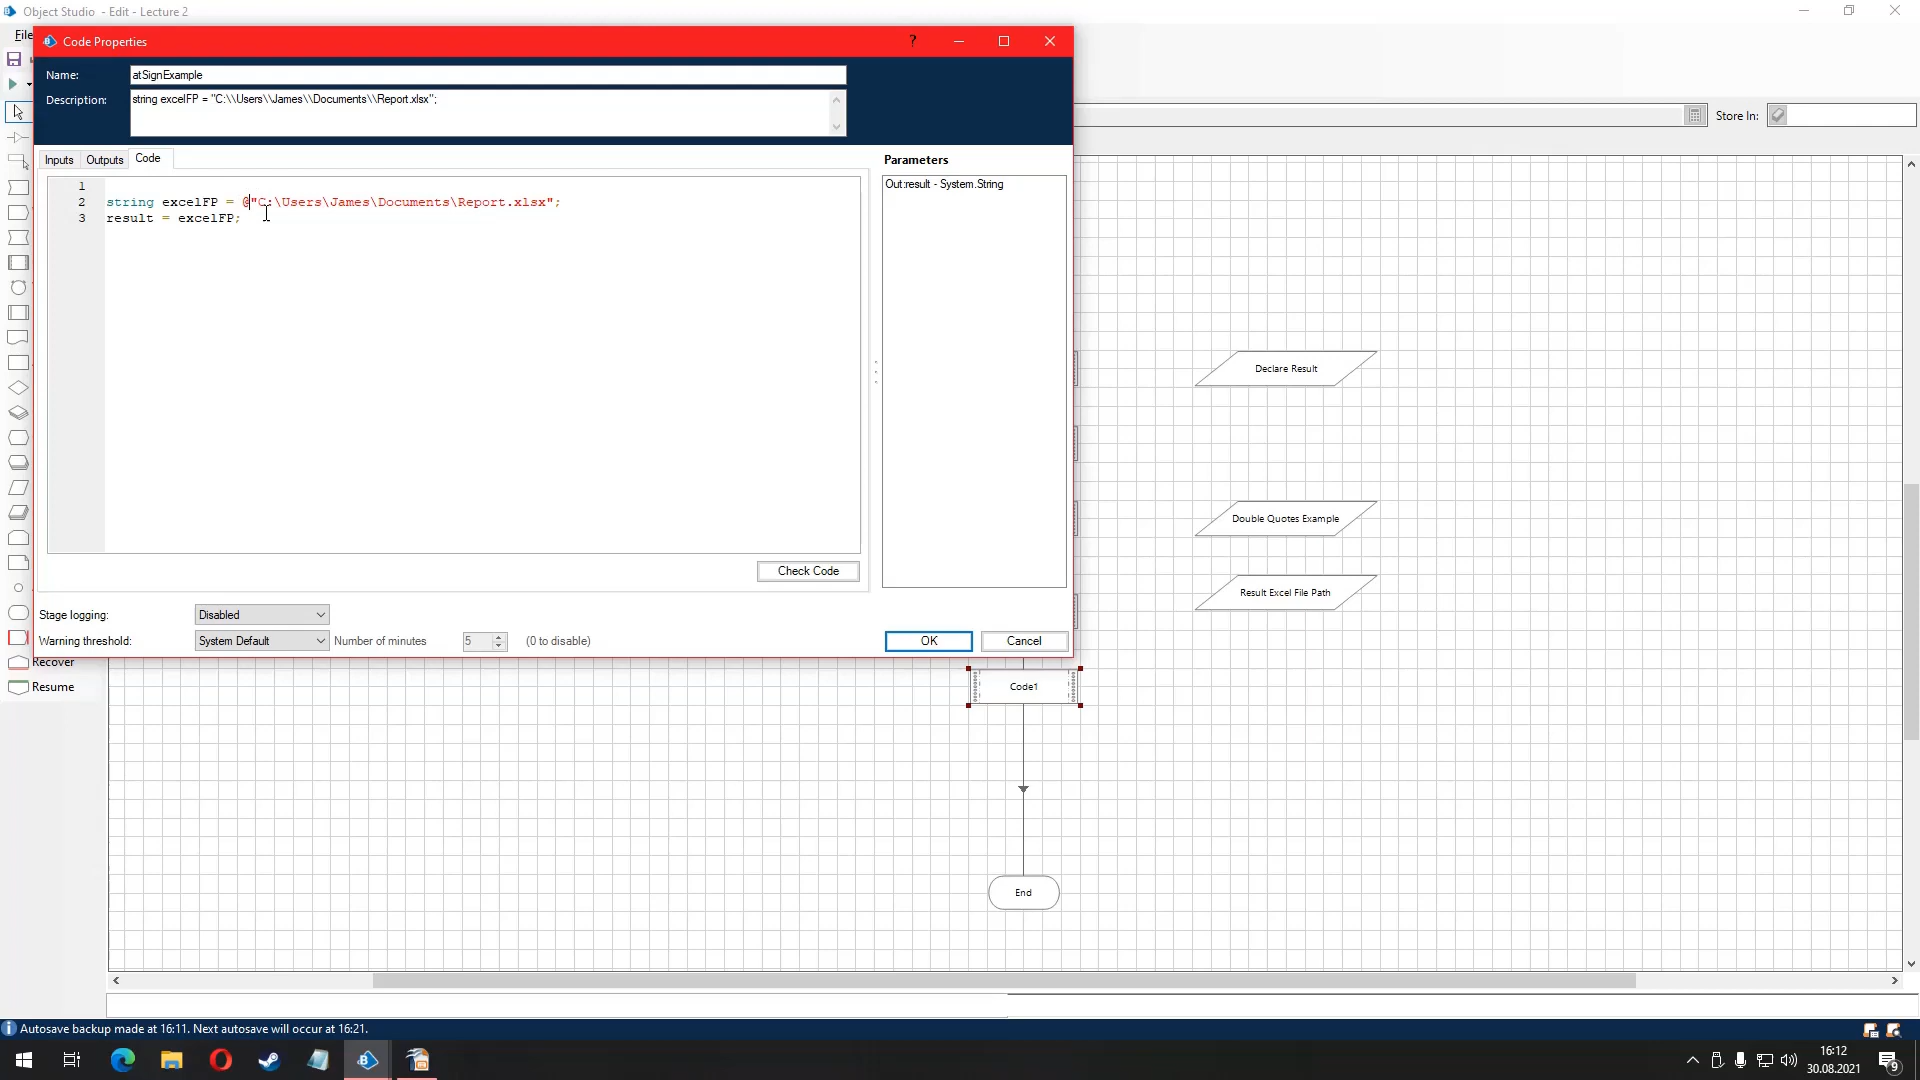 Object Studio - Edit - Lecture 2
File
Code Properties
?
Name:
atSignExample
Description:
string excelFP = "C:\\Users\\James\\Documents\\Report.xlsx";
Store In:
Inputs
Outputs
Code
Parameters
Out:result - System.String
1
2 string excelFP = @"C:\Users\James\Documents\Report.xlsx";
3 result = excelFP;
Declare Result
Double Quotes Example
Result Excel File Path
Check Code
Stage logging:
Disabled
Warning threshold:
System Default
Number of minutes
5
(0 to disable)
OK
Cancel
Recover
Resume
Code1
End
Autosave backup made at 16:11. Next autosave will occur at 16:21.
16:12
30.08.2021
9